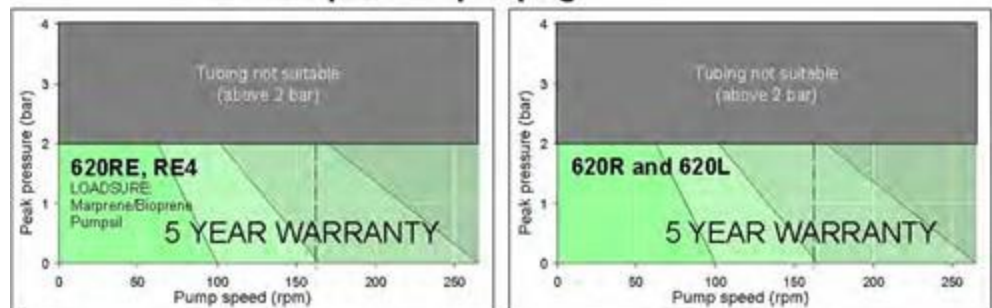 4
3
2
1
0
Peak pressure (bar)
Tubing not suitable
(above 2 bar)
620RE, RE4
LOADSURE:
Marprene/Bioprene
Pumpsil
5 YEAR WARRANTY
0 50 100 150 200 250
Pump speed (rpm)
4
3
2
1
0
Peak pressure (bar)
Tubing not suitable
(above 2 bar)
620R and 620L
5 YEAR WARRANTY
0 50 100 150 200 250
Pump speed (rpm)